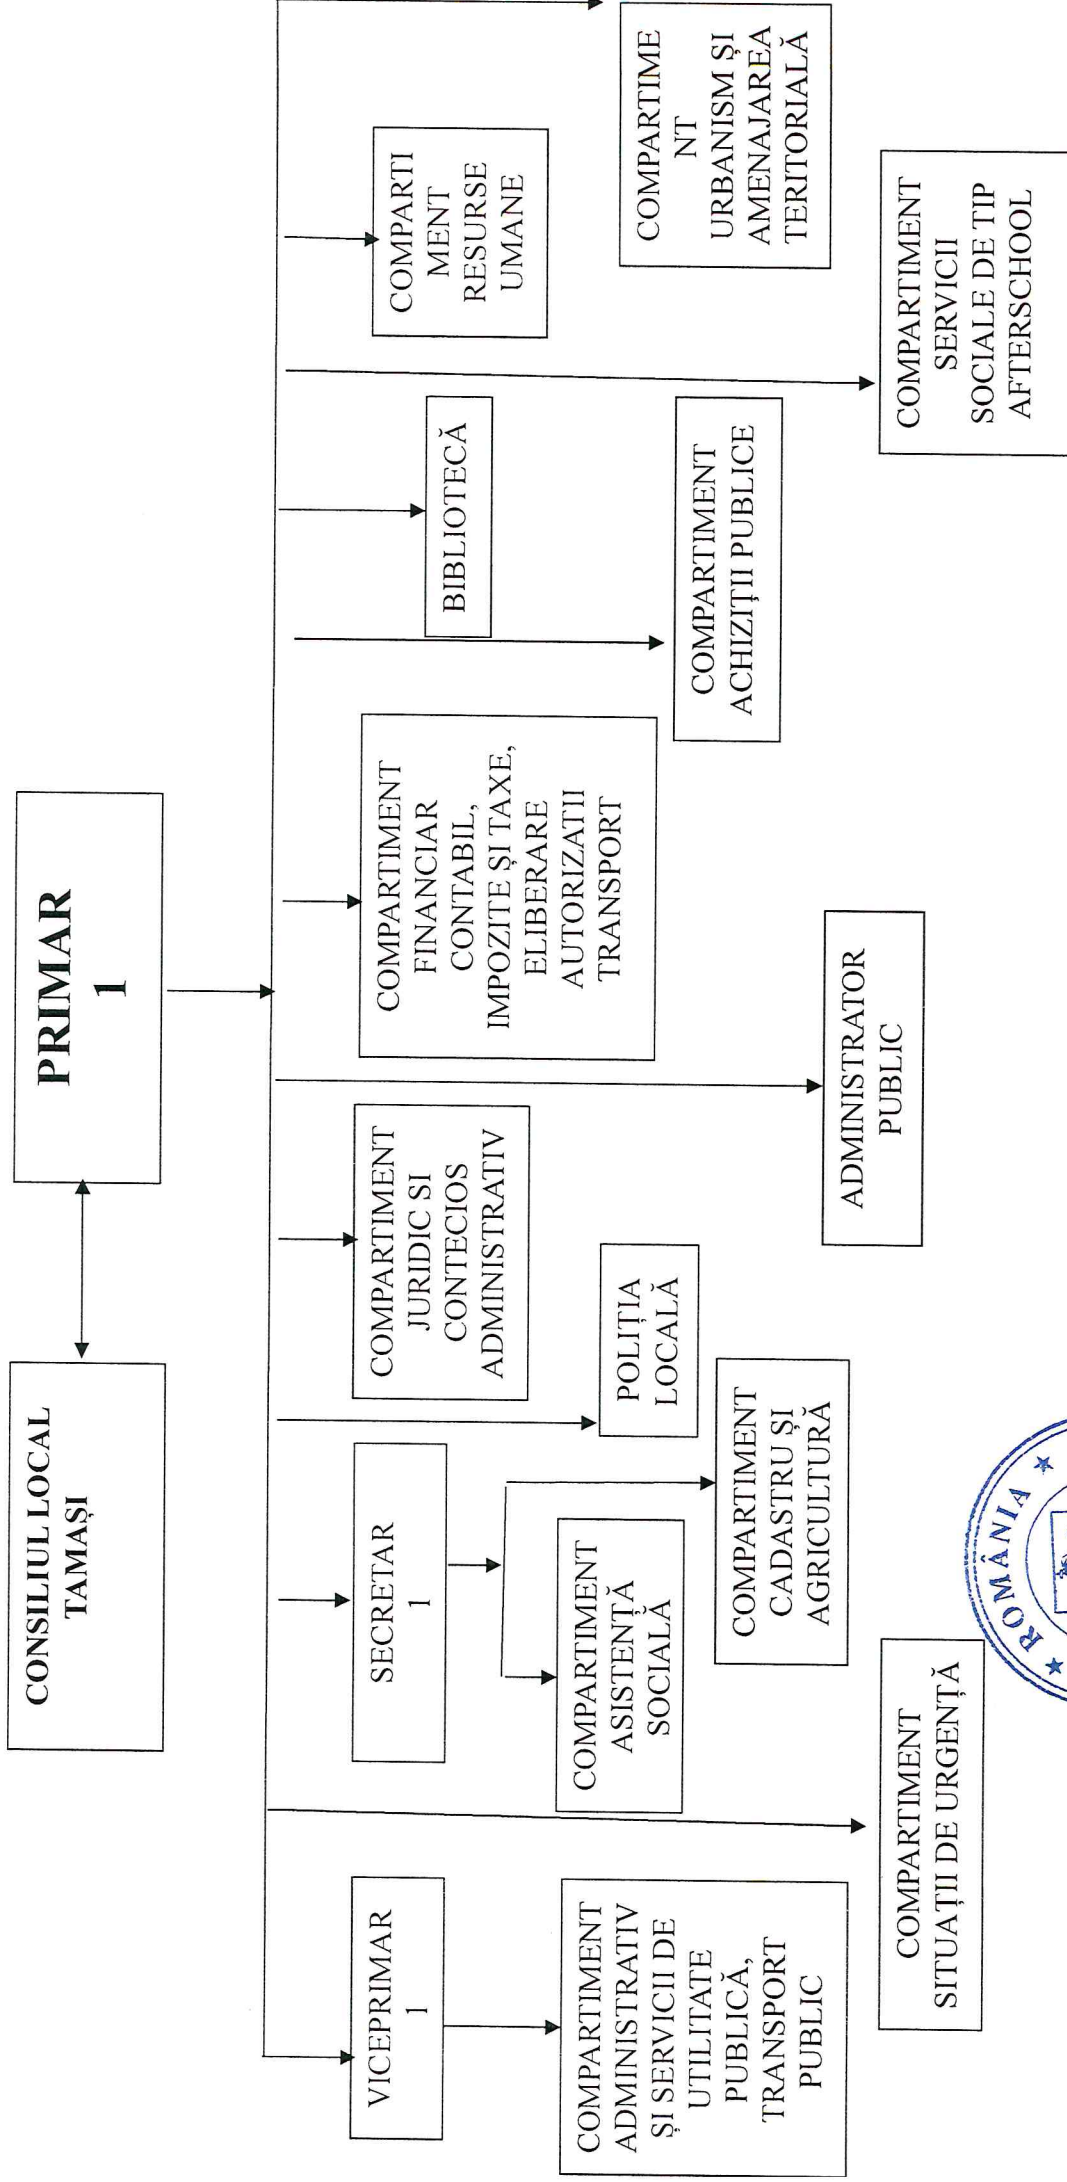 CONSILIUL LOCAL
TAMAȘI
PRIMAR
1
VICEPRIMAR
1
COMPARTIMENT
ADMINISTRATIV
ȘI SERVICII DE
UTILITATE
PUBLICĂ,
TRANSPORT
PUBLIC
COMPARTIMENT
SITUAȚII DE URGENȚĂ
SECRETAR
1
COMPARTIMENT
ASISTENȚĂ
SOCIALĂ
COMPARTIMENT
CADASTRU ȘI
AGRICULTURĂ
POLIȚIA
LOCALĂ
COMPARTIMENT
JURIDIC SI
CONTECIOS
ADMINISTRATIV
ADMINISTRATOR
PUBLIC
COMPARTIMENT
FINANCIAR
CONTABIL,
IMPOZITE ȘI TAXE,
ELIBERARE
AUTORIZATII
TRANSPORT
COMPARTIMENT
ACHIZIȚII PUBLICE
BIBLIOTECĂ
COMPARTIMENT
SERVICII
SOCIALE DE TIP
AFTERSCHOOL
COMPARTI
MENT
RESURSE
UMANE
COMPARTIME
NT
URBANISM ȘI
AMENAJAREA
TERITORIALĂ
ROMÂNIA